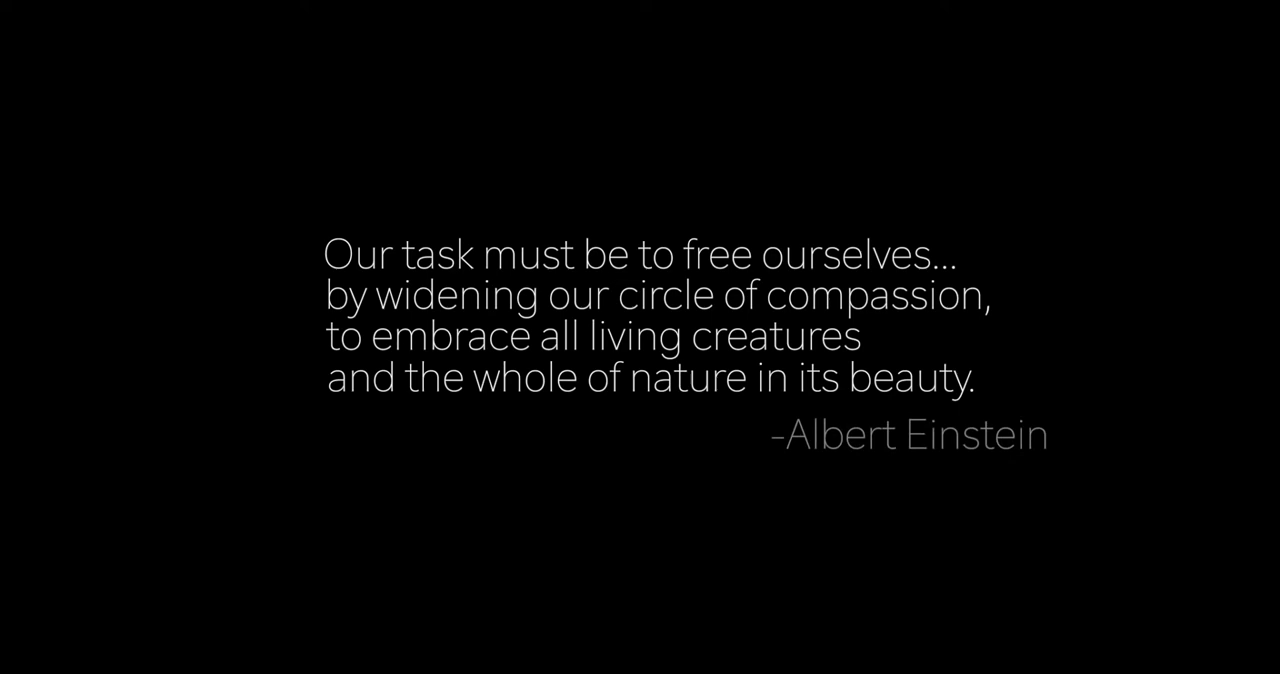 Our task must be to free ourselves...
by widening our circle of compassion,
to embrace all living creatures
and the whole of nature in its beauty.
-Albert Einstein